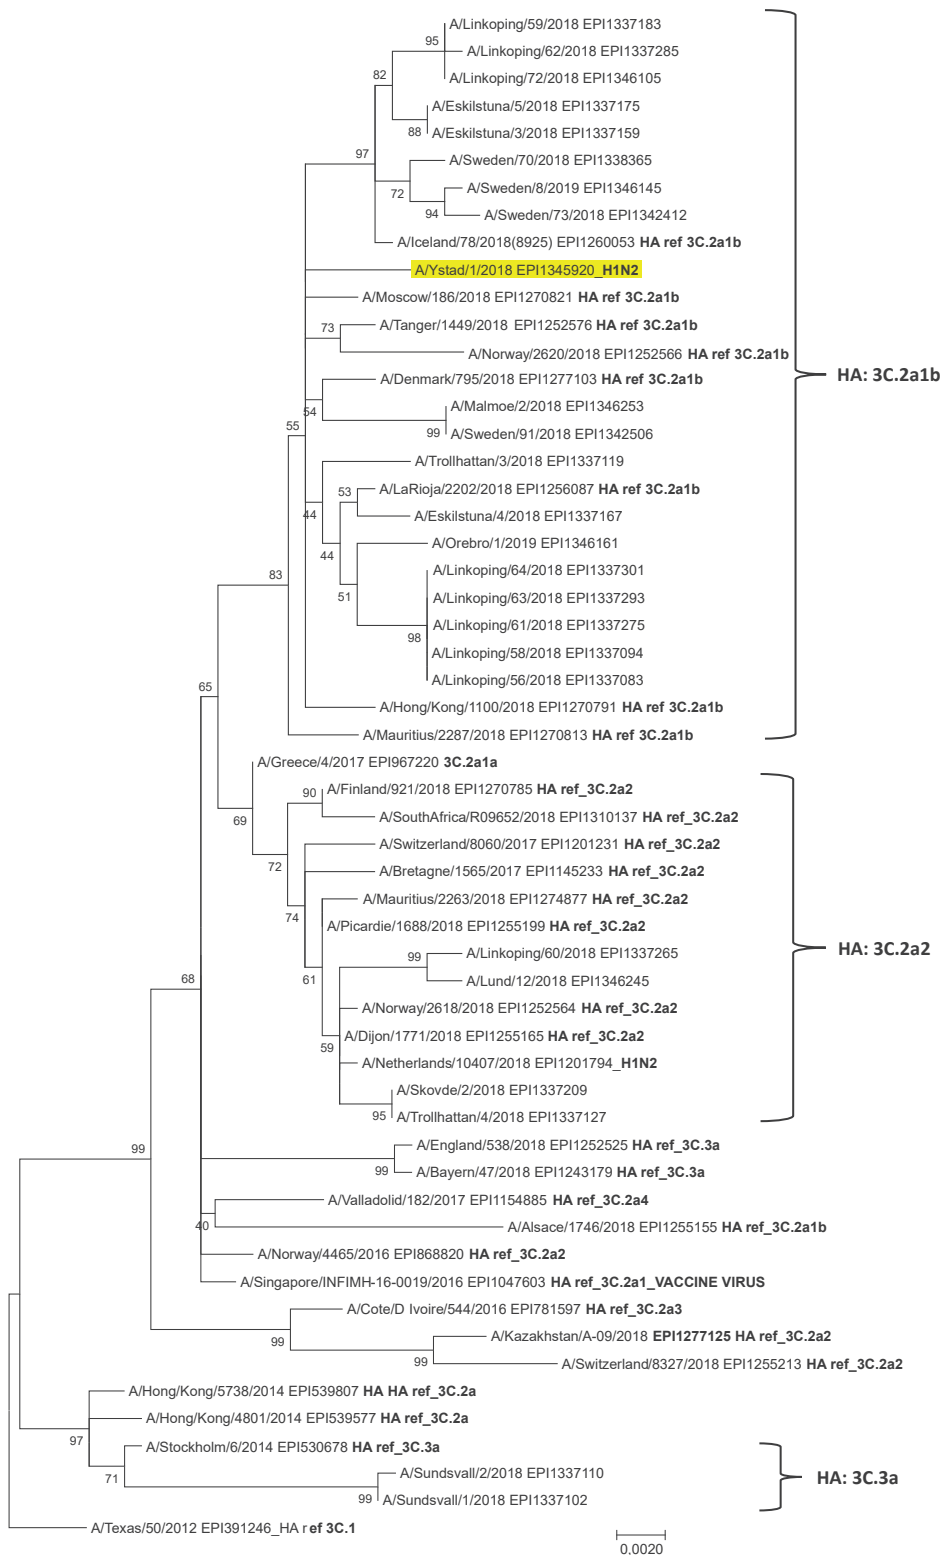 A/Linkoping/59/2018 EPI1337183
95
A/Linkoping/62/2018 EPI1337285
82
A/Linkoping/72/2018 EPI1346105
A/Eskilstuna/5/2018 EPI1337175
88 A/Eskilstuna/3/2018 EPI1337159
97
A/Sweden/70/2018 EPI1338365
72
A/Sweden/8/2019 EPI1346145
94 A/Sweden/73/2018 EPI1342412
A/Iceland/78/2018(8925) EPI1260053 HA ref 3C.2a1b
A/Ystad/1/2018 EPI1345920_H1N2
A/Moscow/186/2018 EPI1270821 HA ref 3C.2a1b
73 A/Tanger/1449/2018 EPI1252576 HA ref 3C.2a1b
A/Norway/2620/2018 EPI1252566 HA ref 3C.2a1b
HA: 3C.2a1b
A/Denmark/795/2018 EPI1277103 HA ref 3C.2a1b
54
A/Malmoe/2/2018 EPI1346253
55
99 A/Sweden/91/2018 EPI1342506
A/Trollhattan/3/2018 EPI1337119
53 A/LaRioja/2202/2018 EPI1256087 HA ref 3C.2a1b
44
A/Eskilstuna/4/2018 EPI1337167
44
A/Orebro/1/2019 EPI1346161
83
A/Linkoping/64/2018 EPI1337301
51
A/Linkoping/63/2018 EPI1337293
A/Linkoping/61/2018 EPI1337275
98
A/Linkoping/58/2018 EPI1337094
A/Linkoping/56/2018 EPI1337083
65
A/Hong/Kong/1100/2018 EPI1270791 HA ref 3C.2a1b
A/Mauritius/2287/2018 EPI1270813 HA ref 3C.2a1b
A/Greece/4/2017 EPI967220 3C.2a1a
90 A/Finland/921/2018 EPI1270785 HA ref_3C.2a2
69
A/SouthAfrica/R09652/2018 EPI1310137 HA ref_3C.2a2
A/Switzerland/8060/2017 EPI1201231 HA ref_3C.2a2
72
A/Bretagne/1565/2017 EPI1145233 HA ref_3C.2a2
A/Mauritius/2263/2018 EPI1274877 HA ref_3C.2a2
74
A/Picardie/1688/2018 EPI1255199 HA ref_3C.2a2
HA: 3C.2a2
99 A/Linkoping/60/2018 EPI1337265
68
61
A/Lund/12/2018 EPI1346245
A/Norway/2618/2018 EPI1252564 HA ref_3C.2a2
A/Dijon/1771/2018 EPI1255165 HA ref_3C.2a2
59
A/Netherlands/10407/2018 EPI1201794_H1N2
A/Skovde/2/2018 EPI1337209
95 A/Trollhattan/4/2018 EPI1337127
99
A/England/538/2018 EPI1252525 HA ref_3C.3a
99 A/Bayern/47/2018 EPI1243179 HA ref_3C.3a
A/Valladolid/182/2017 EPI1154885 HA ref_3C.2a4
40
A/Alsace/1746/2018 EPI1255155 HA ref_3C.2a1b
A/Norway/4465/2016 EPI868820 HA ref_3C.2a2
A/Singapore/INFIMH-16-0019/2016 EPI1047603 HA ref_3C.2a1_VACCINE VIRUS
A/Cote/D Ivoire/544/2016 EPI781597 HA ref_3C.2a3
99
A/Kazakhstan/A-09/2018 EPI1277125 HA ref_3C.2a2
99
A/Switzerland/8327/2018 EPI1255213 HA ref_3C.2a2
A/Hong/Kong/5738/2014 EPI539807 HA HA ref_3C.2a
A/Hong/Kong/4801/2014 EPI539577 HA ref_3C.2a
97
A/Stockholm/6/2014 EPI530678 HA ref_3C.3a
71
A/Sundsvall/2/2018 EPI1337110
HA: 3C.3a
99 A/Sundsvall/1/2018 EPI1337102
A/Texas/50/2012 EPI391246_HA ref 3C.1
0,0020